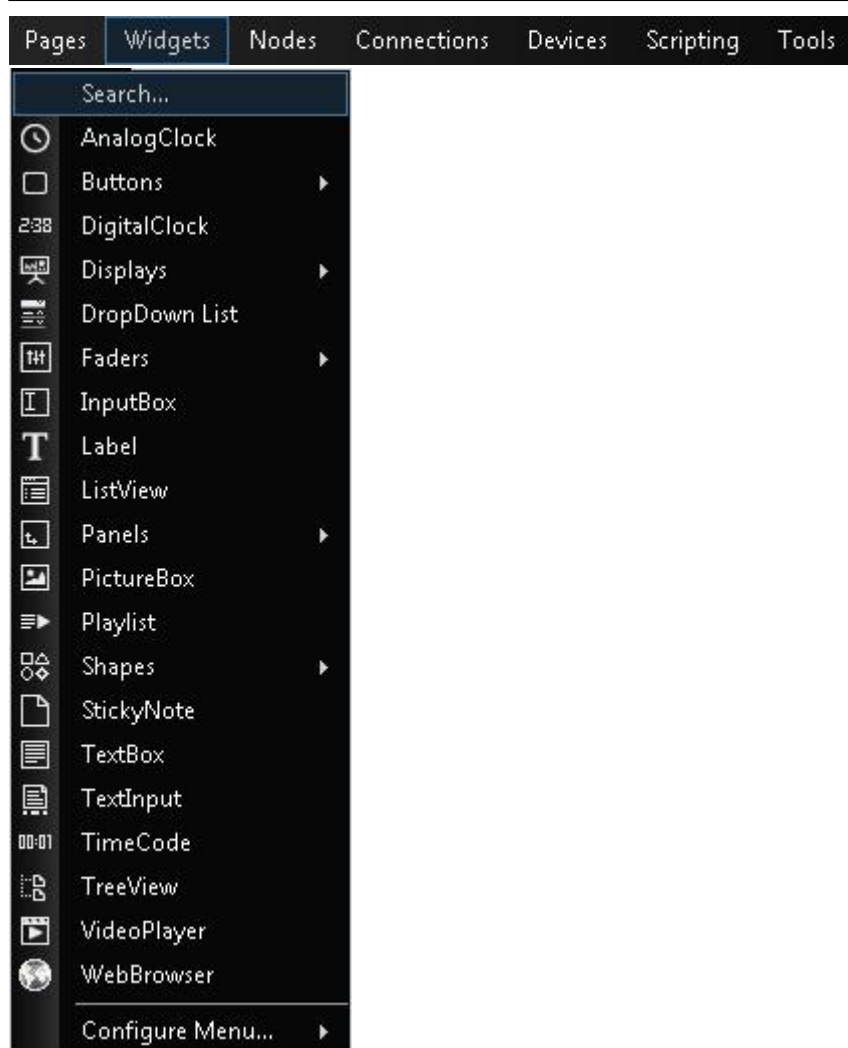 Pages Widgets Nodes Connections Devices Scripting Tools
Search...
AnalogClock
Buttons
2:38 DigitalClock
Displays
DropDown List
Faders
InputBox
T Label
ListView
Panels
PictureBox
Playlist
Shapes
StickyNote
TextBox
TextInput
00:01 TimeCode
TreeView
VideoPlayer
WebBrowser
Configure Menu...